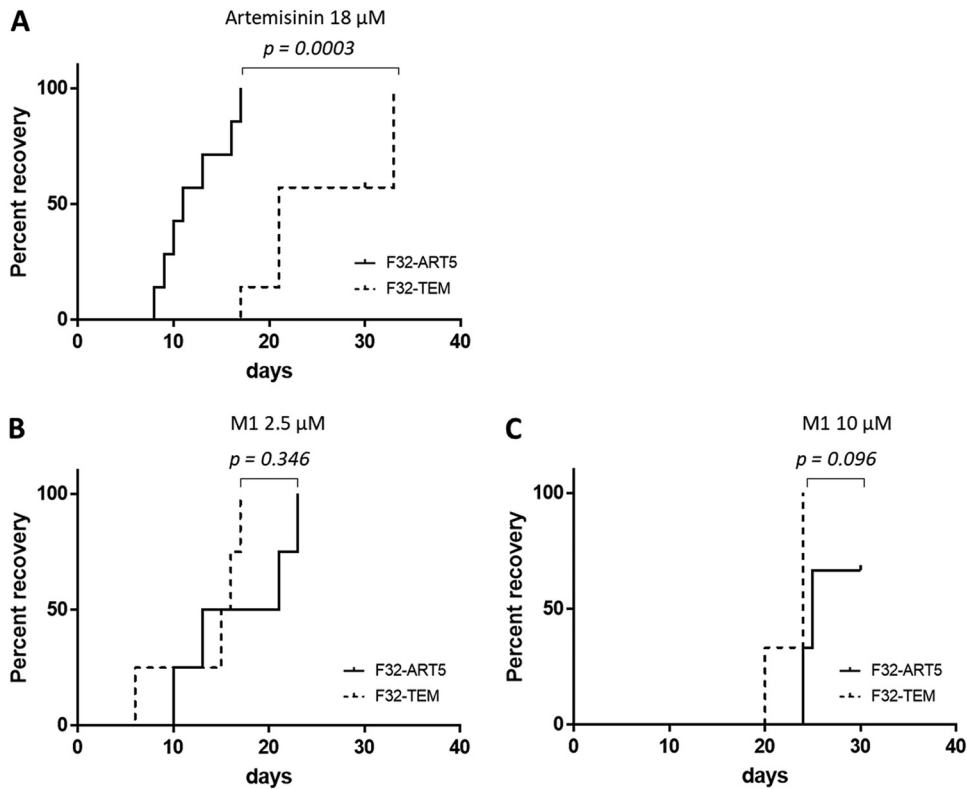 A
Artemisinin 18 µM
p = 0.0003
Percent recovery
100
50
0
F32-ART5
F32-TEM
0 10 20 30 40
days
B
M1 2.5 µM
p = 0.346
Percent recovery
100
50
0
F32-ART5
F32-TEM
0 10 20 30 40
days
C
M1 10 µM
p = 0.096
Percent recovery
100
50
0
F32-ART5
F32-TEM
0 10 20 30 40
days